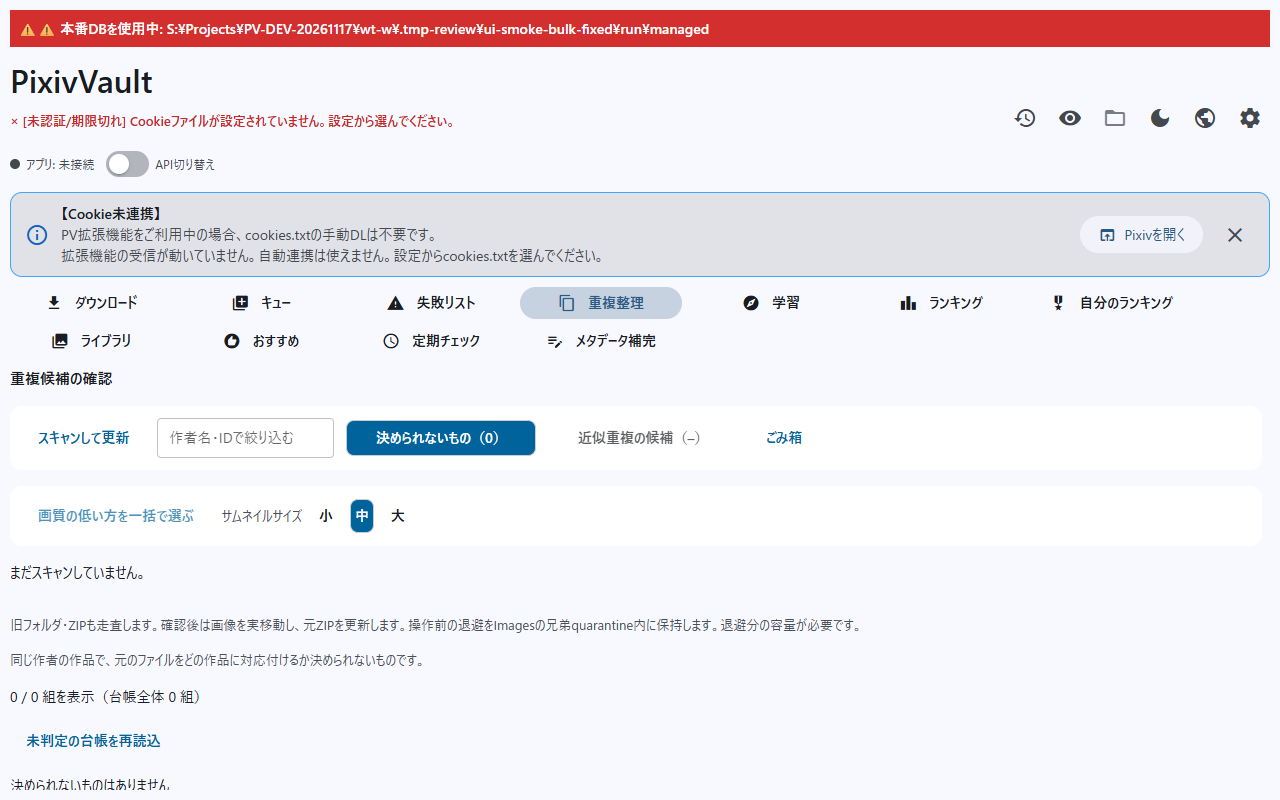 本番DBを使用中: S:¥Projects¥PV-DEV-20261117¥wt-w¥.tmp-review¥ui-smoke-bulk-fixed¥run¥managed
PixivVault
× [未認証/期限切れ] Cookieファイルが設定されていません。設定から選んでください。
アプリ: 未接続 API切り替え
【Cookie未連携】
PV拡張機能をご利用中の場合、cookies.txtの手動DLは不要です。
拡張機能の受信が動いていません。自動連携は使えません。設定からcookies.txtを選んでください。
Pixivを開く
ダウンロード キュー 失敗リスト 重複整理 学習 ランキング 自分のランキング
ライブラリ おすすめ 定期チェック メタデータ補完
重複候補の確認
スキャンして更新 作者名・IDで絞り込む 決められないもの（0） 近似重複の候補（–） ごみ箱
画質の低い方を一括で選ぶ サムネイルサイズ 小 中 大
まだスキャンしていません。
旧フォルダ・ZIPも走査します。確認後は画像を実移動し、元ZIPを更新します。操作前の退避をImagesの兄弟quarantine内に保持します。退避分の容量が必要です。
同じ作者の作品で、元のファイルをどの作品に対応付けるか決められないものです。
0 / 0 組を表示（台帳全体 0 組）
未判定の台帳を再読込
決められないものはありません